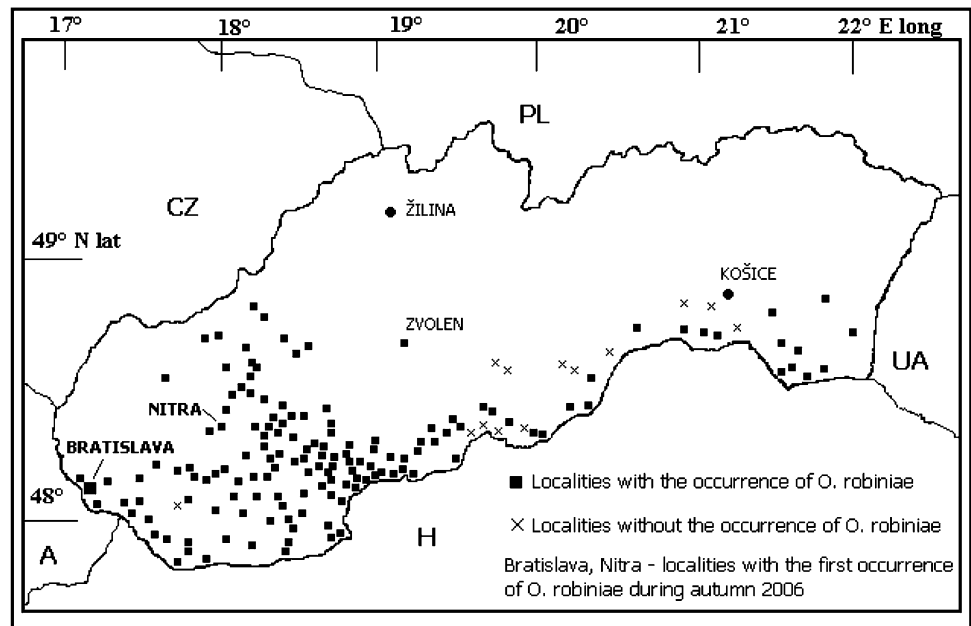 17° 18° 19° 20° 21° 22° E long
PL
CZ
ŽILINA
49° N lat
KOŠICE
ZVOLEN
UA
NITRA
BRATISLAVA
48°
A
H
Localities with the occurrence of O. robiniae
Localities without the occurrence of O. robiniae
Bratislava, Nitra - localities with the first occurrence
of O. robiniae during autumn 2006